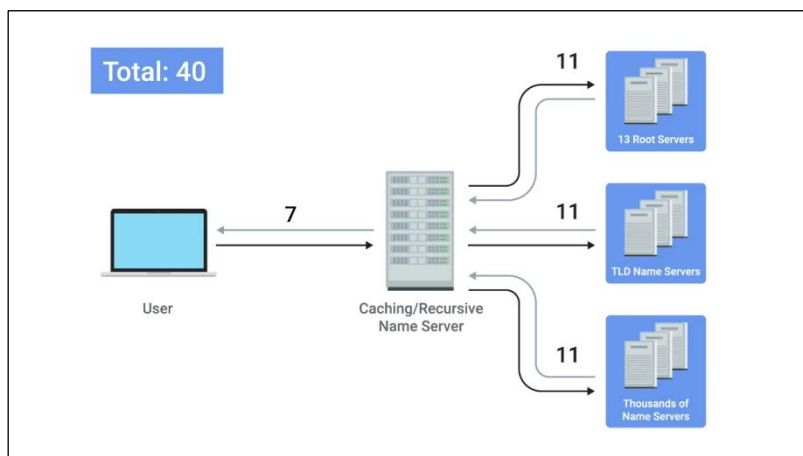 Total: 40
11
13 Root Servers
7
11
TLD Name Servers
User
Caching/Recursive
Name Server
11
Thousands of
Name Servers